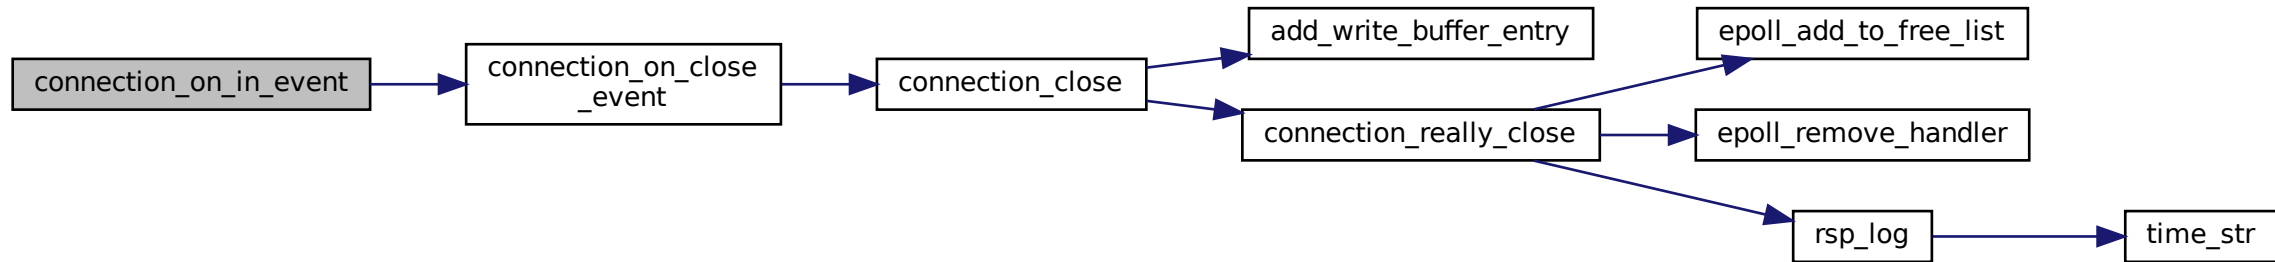 connection_on_in_event
connection_on_close
_event
connection_close
add_write_buffer_entry
connection_really_close
epoll_add_to_free_list
epoll_remove_handler
rsp_log
time_str